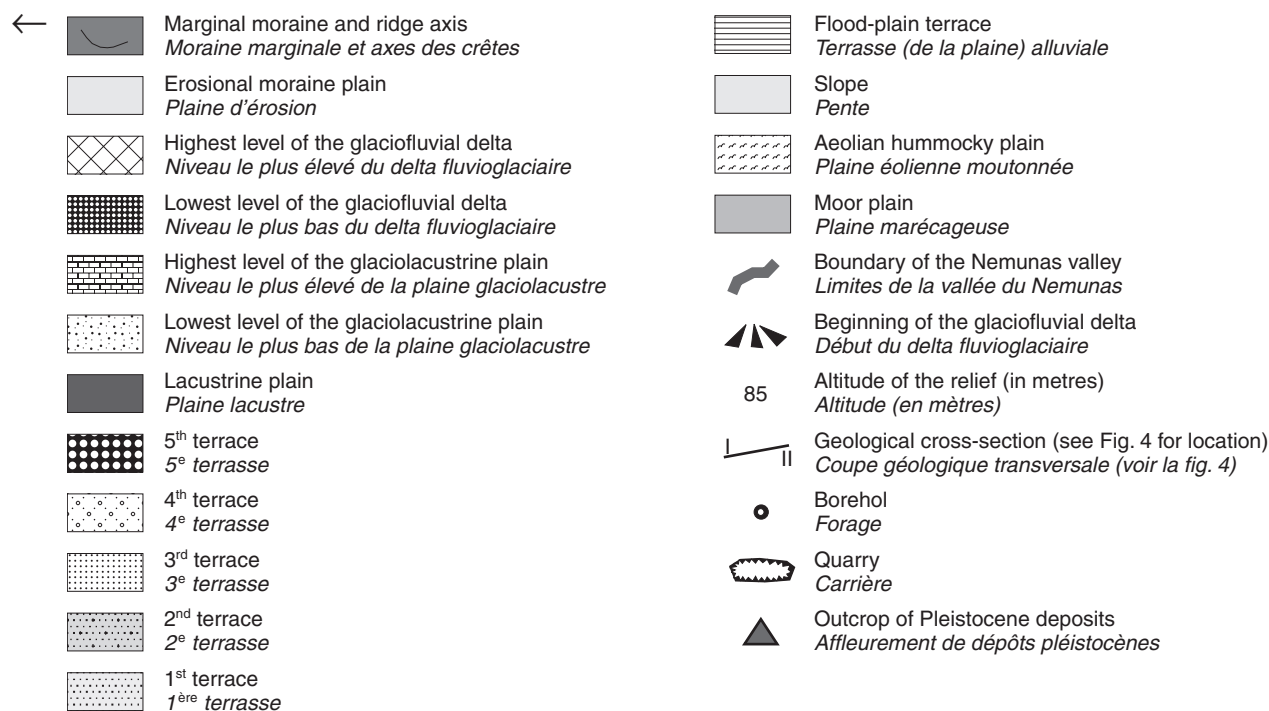 ←
Marginal moraine and ridge axis
Moraine marginale et axes des crêtes
Erosional moraine plain
Plaine d'érosion
Highest level of the glaciofluvial delta
Niveau le plus élevé du delta fluvioglaciaire
Lowest level of the glaciofluvial delta
Niveau le plus bas du delta fluvioglaciaire
Highest level of the glaciolacustrine plain
Niveau le plus élevé de la plaine glaciolacustre
Lowest level of the glaciolacustrine plain
Niveau le plus bas de la plaine glaciolacustre
Lacustrine plain
Plaine lacustre
5th terrace
5e terrasse
4th terrace
4e terrasse
3rd terrace
3e terrasse
2nd terrace
2e terrasse
1st terrace
1ère terrasse
Flood-plain terrace
Terrasse (de la plaine) alluviale
Slope
Pente
Aeolian hummocky plain
Plaine éolienne moutonnée
Moor plain
Plaine marécageuse
Boundary of the Nemunas valley
Limites de la vallée du Nemunas
Beginning of the glaciofluvial delta
Début du delta fluvioglaciaire
85 Altitude of the relief (in metres)
Altitude (en mètres)
I II Geological cross-section (see Fig. 4 for location)
Coupe géologique transversale (voir la fig. 4)
Borehol
Forage
Quarry
Carrière
Outcrop of Pleistocene deposits
Affleurement de dépôts pléistocènes